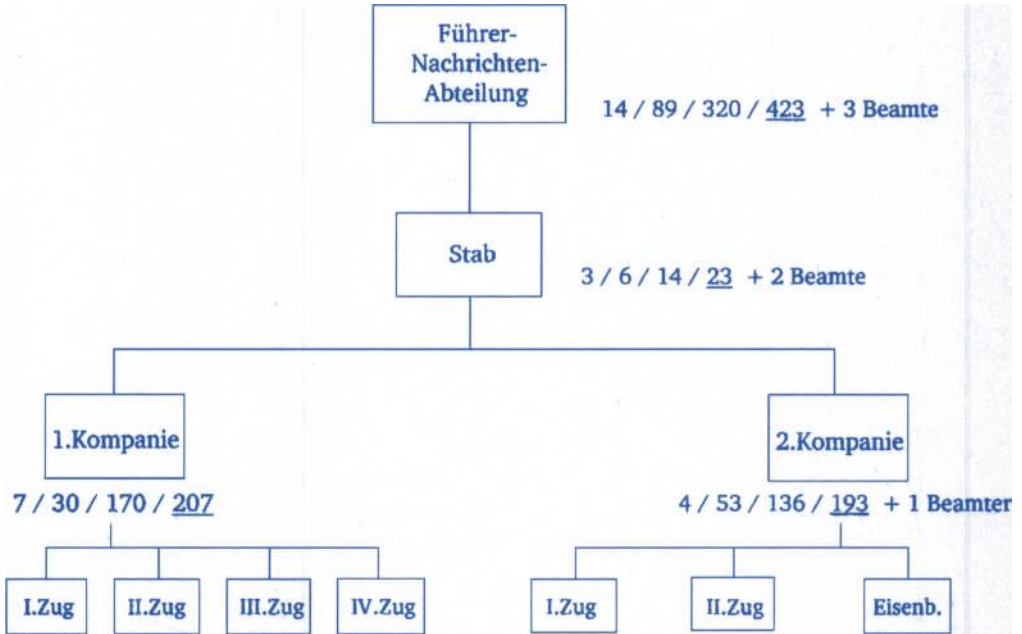 Führer-
Nachrichten-
Abteilung
14 / 89 / 320 / 423 + 3 Beamte
Stab
3 / 6 / 14 / 23 + 2 Beamte
1.Kompanie
2.Kompanie
7 / 30 / 170 / 207
4 / 53 / 136 / 193 + 1 Beamter
I.Zug
II.Zug
III.Zug
IV.Zug
I.Zug
II.Zug
Eisenb.